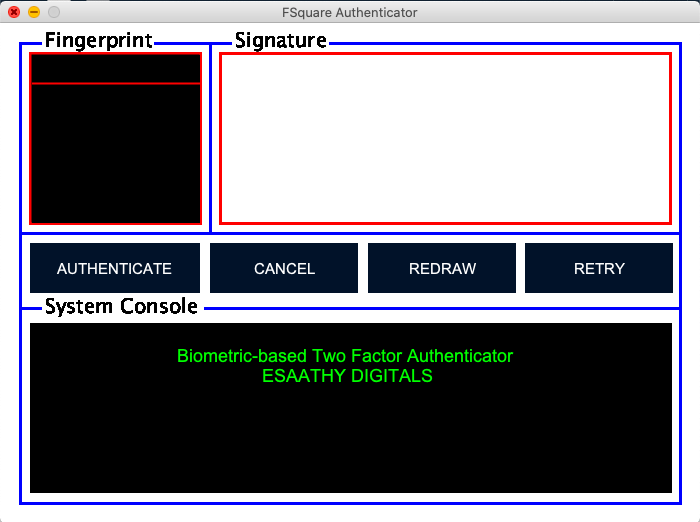 FSquare Authenticator
Fingerprint
Signature
AUTHENTICATE
CANCEL
REDRAW
RETRY
System Console
Biometric-based Two Factor Authenticator
ESAATHY DIGITALS